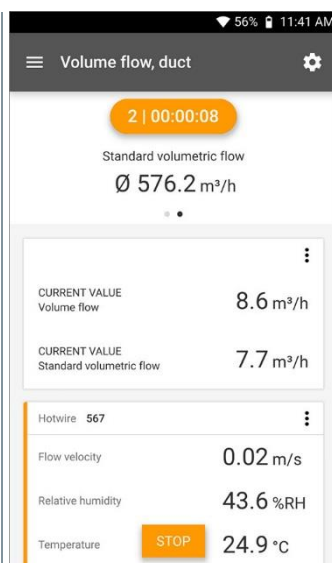 56% 11:41 AM
Volume flow, duct
2 | 00:00:08
Standard volumetric flow
Ø 576.2 m³/h
CURRENT VALUE
Volume flow
8.6 m³/h
CURRENT VALUE
Standard volumetric flow
7.7 m³/h
Hotwire 567
Flow velocity 0.02 m/s
Relative humidity 43.6 %RH
Temperature STOP 24.9 °C